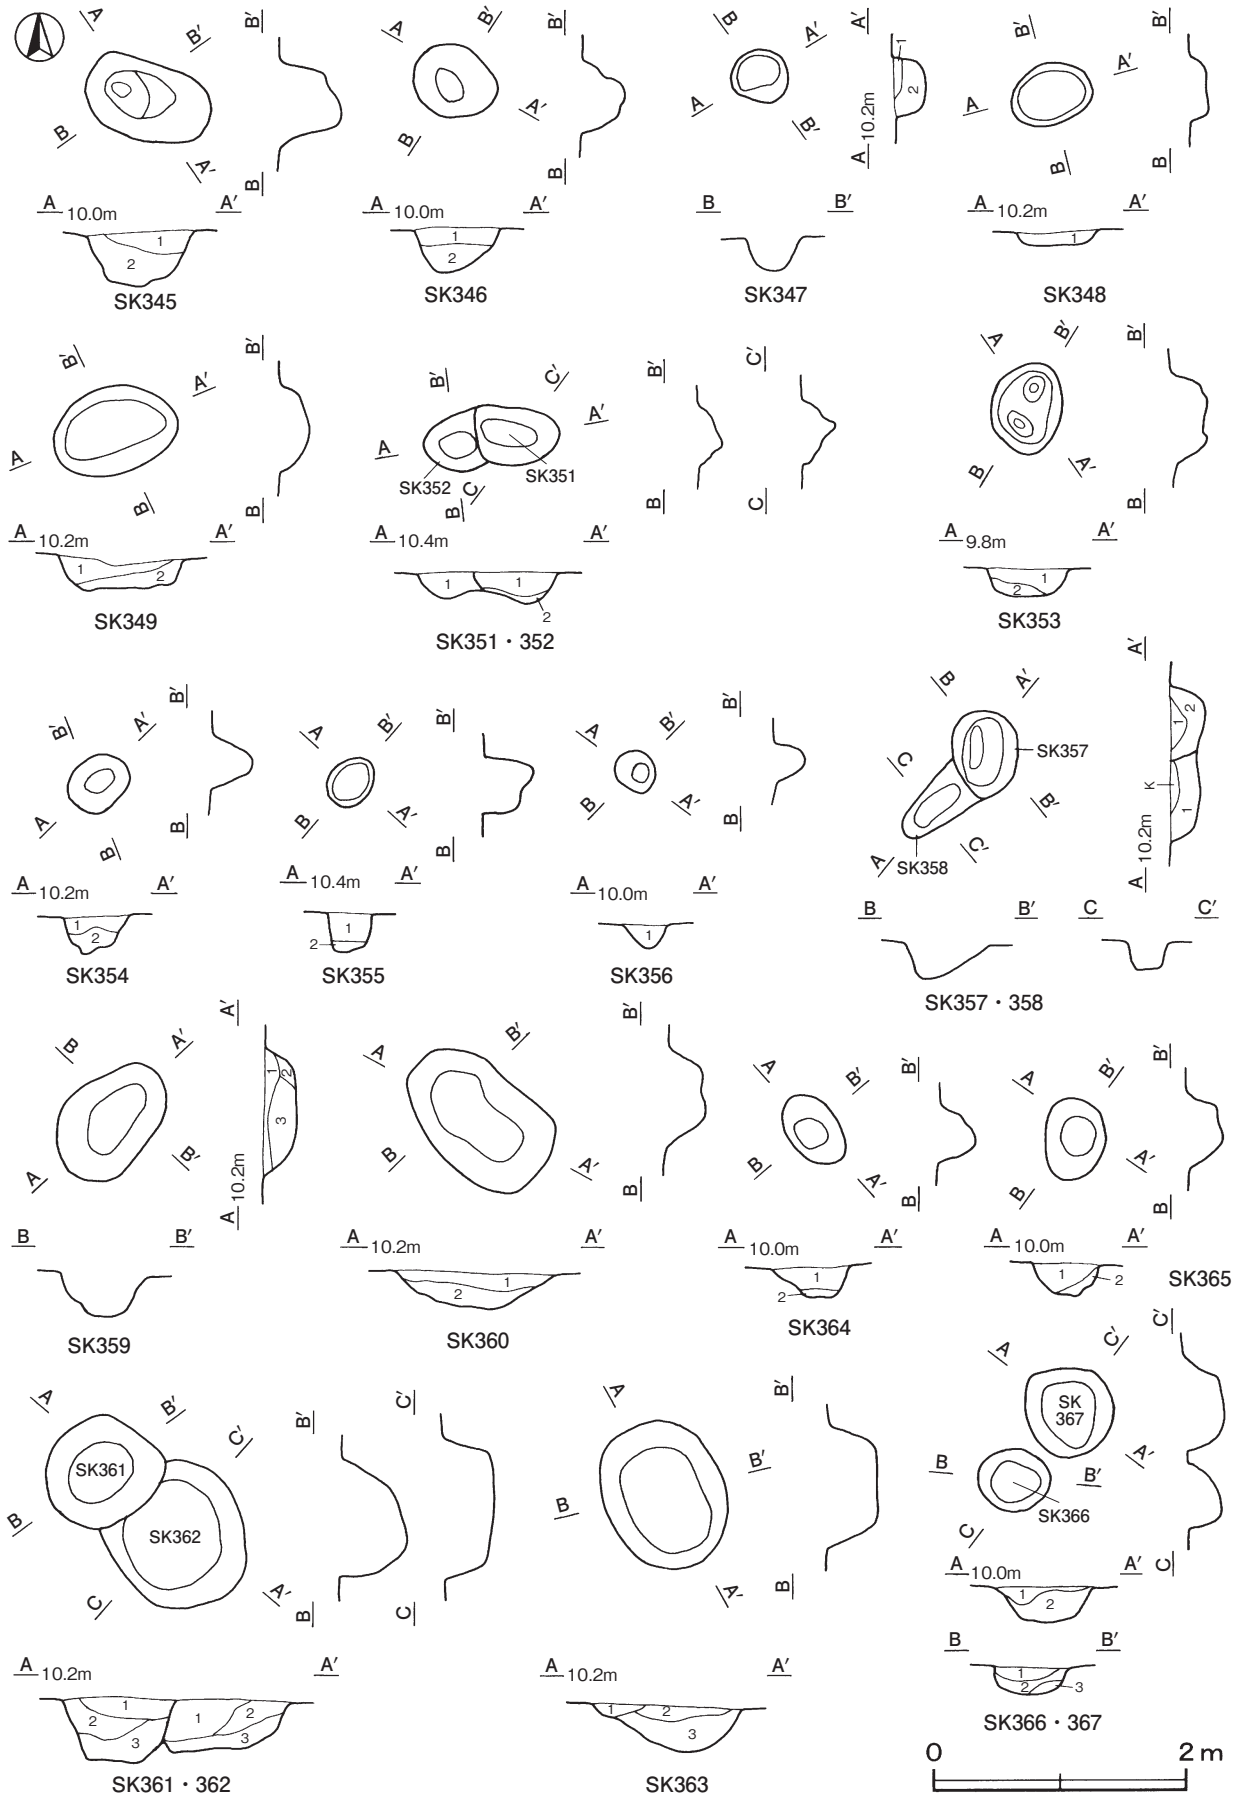 A B' B' A B' B' B A' A' B' B'
B A' B A A' B A B' A 10.2m A A' B B
A 10.0m A' A 10.0m A' B B' A 10.2m A'
1 2 1 2 1 2 1
SK345 SK346 SK347 SK348
B' A' B' B' C' B' C' A B' B'
A B B A A' SK352 SK351 C B B C B A' B
A 10.2m A' A 10.4m A' A 9.8m A'
1 2 1 1 2 1 2
SK349 SK351・352 SK353
B' A' B' A B' B' A B' B' B A' A'
A B B B A' B B A' B C SK357 B' A SK358 C' K 1 2 1 A 10.2m
A 10.2m A' A 10.4m A' A 10.0m A' B B' C C'
1 2 1 2 1
SK354 SK355 SK356
SK357・358
B A' A' A B' B' A B' B' A B' B'
A B' A 10.2m 1 2 3 B A' B B A' B B A' B
B B' A 10.2m A' A 10.0m A' A 10.0m A'
1 2 1 2 1 2
SK365
SK359 SK360 SK364
A B' C' B' C' A B' B' A C' C'
SK361 SK362 SK367
B C A' B C B A' B B B' A' SK366 C C
A 10.0m A'
1 2
B B'
1 2 3
A 10.2m A' A 10.2m A'
1 2 3 1 2 3 1 2 3
SK366・367
SK361・362 SK363
0 2 m